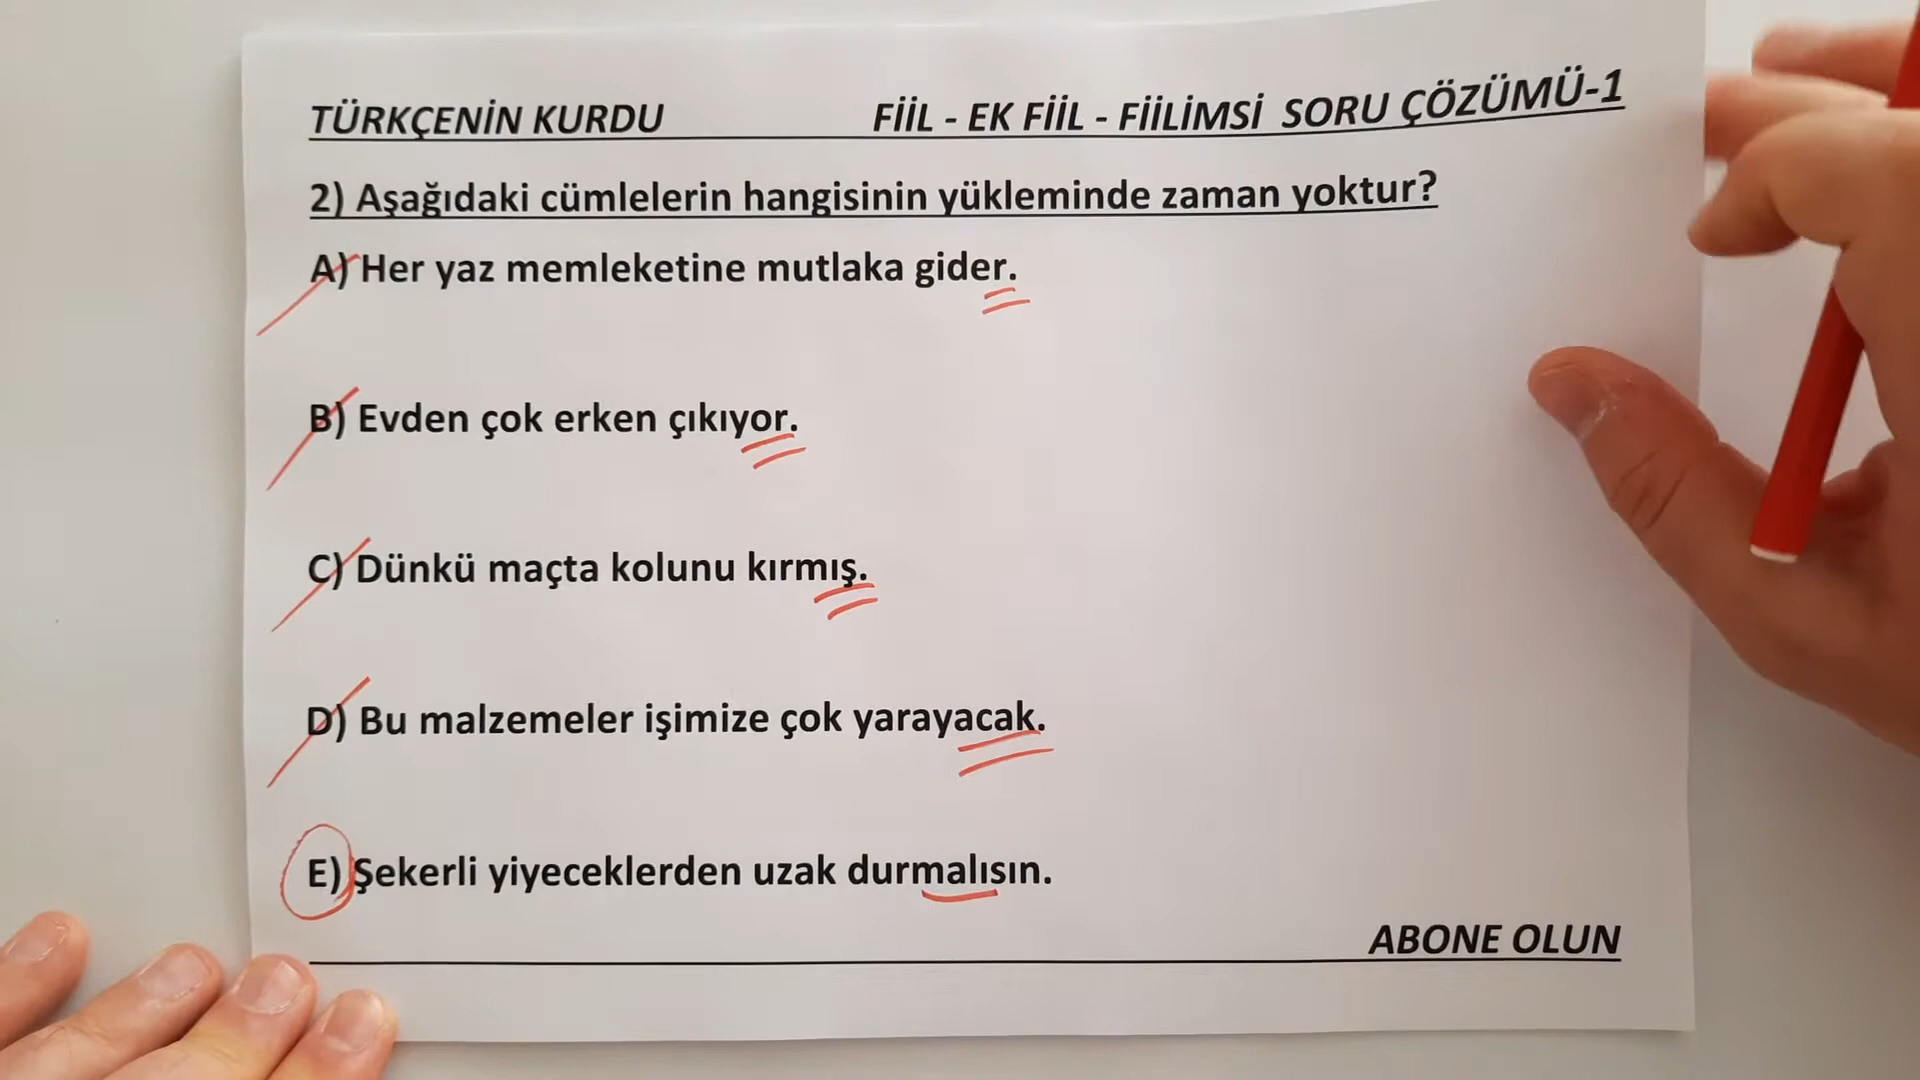 TÜRKÇENİN KURDU FİİL - EK FİİL - FİİLİMSİ SORU ÇÖZÜMÜ-1
2) Aşağıdaki cümlelerin hangisinin yükleminde zaman yoktur?
A) Her yaz memleketine mutlaka gider.
B) Evden çok erken çıkıyor.
C) Dünkü maçta kolunu kırmış.
D) Bu malzemeler işimize çok yarayacak.
E) Şekerli yiyeceklerden uzak durmalısın.
ABONE OLUN